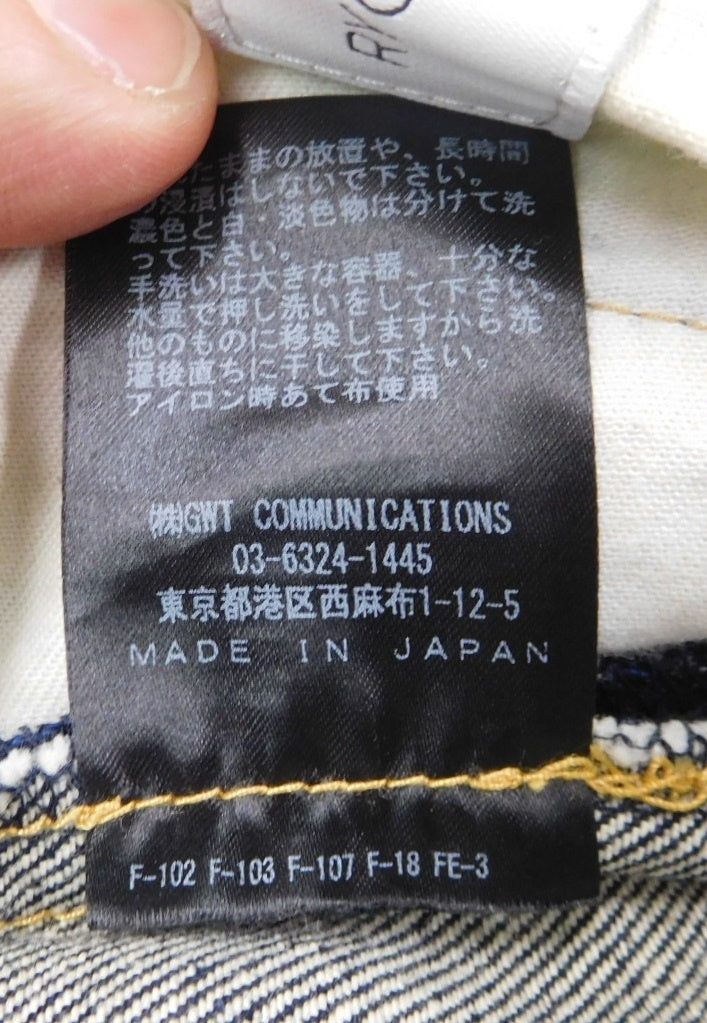 RYO
たままの放置や、長時間
浸漬はしないで下さい。
濃色と白・淡色物は分けて洗
って下さい。
手洗いは大きな容器、十分な
水量で押し洗いをして下さい。
他のものに移染しますから洗
濯後直ちに干して下さい。
アイロン時あて布使用
㈱GWT COMMUNICATIONS
03-6324-1445
東京都港区西麻布1-12-5
MADE IN JAPAN
F-102 F-103 F-107 F-18 FE-3